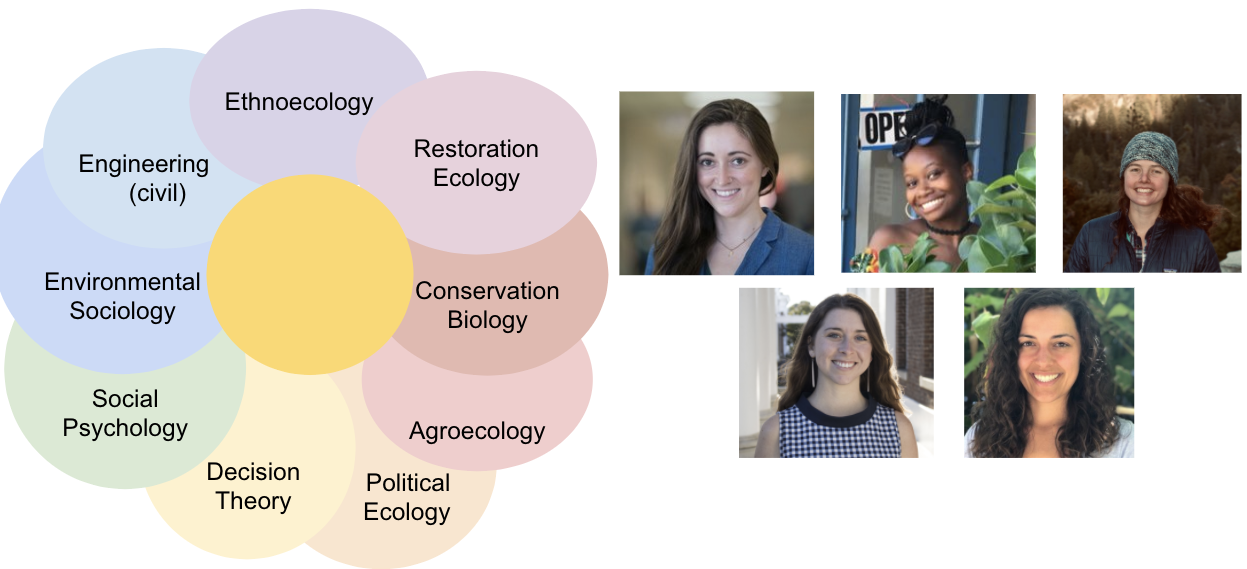 Ethnoecology
Restoration
Ecology
Engineering
(civil)
Environmental
Sociology
Conservation
Biology
Social
Psychology
Agroecology
Decision
Theory
Political
Ecology
OPE